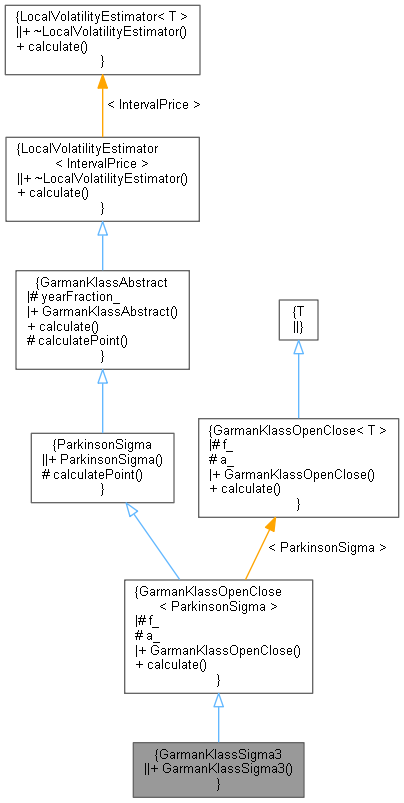 {LocalVolatilityEstimator< T >
||+ ~LocalVolatilityEstimator()
+ calculate()
}
< IntervalPrice >
{LocalVolatilityEstimator
< IntervalPrice >
||+ ~LocalVolatilityEstimator()
+ calculate()
}
{GarmanKlassAbstract
|# yearFraction_
|+ GarmanKlassAbstract()
+ calculate()
# calculatePoint()
}
{T
||}
{ParkinsonSigma
||+ ParkinsonSigma()
# calculatePoint()
}
{GarmanKlassOpenClose< T >
|# f_
# a_
|+ GarmanKlassOpenClose()
+ calculate()
}
< ParkinsonSigma >
{GarmanKlassOpenClose
< ParkinsonSigma >
|# f_
# a_
|+ GarmanKlassOpenClose()
+ calculate()
}
{GarmanKlassSigma3
||+ GarmanKlassSigma3()
}